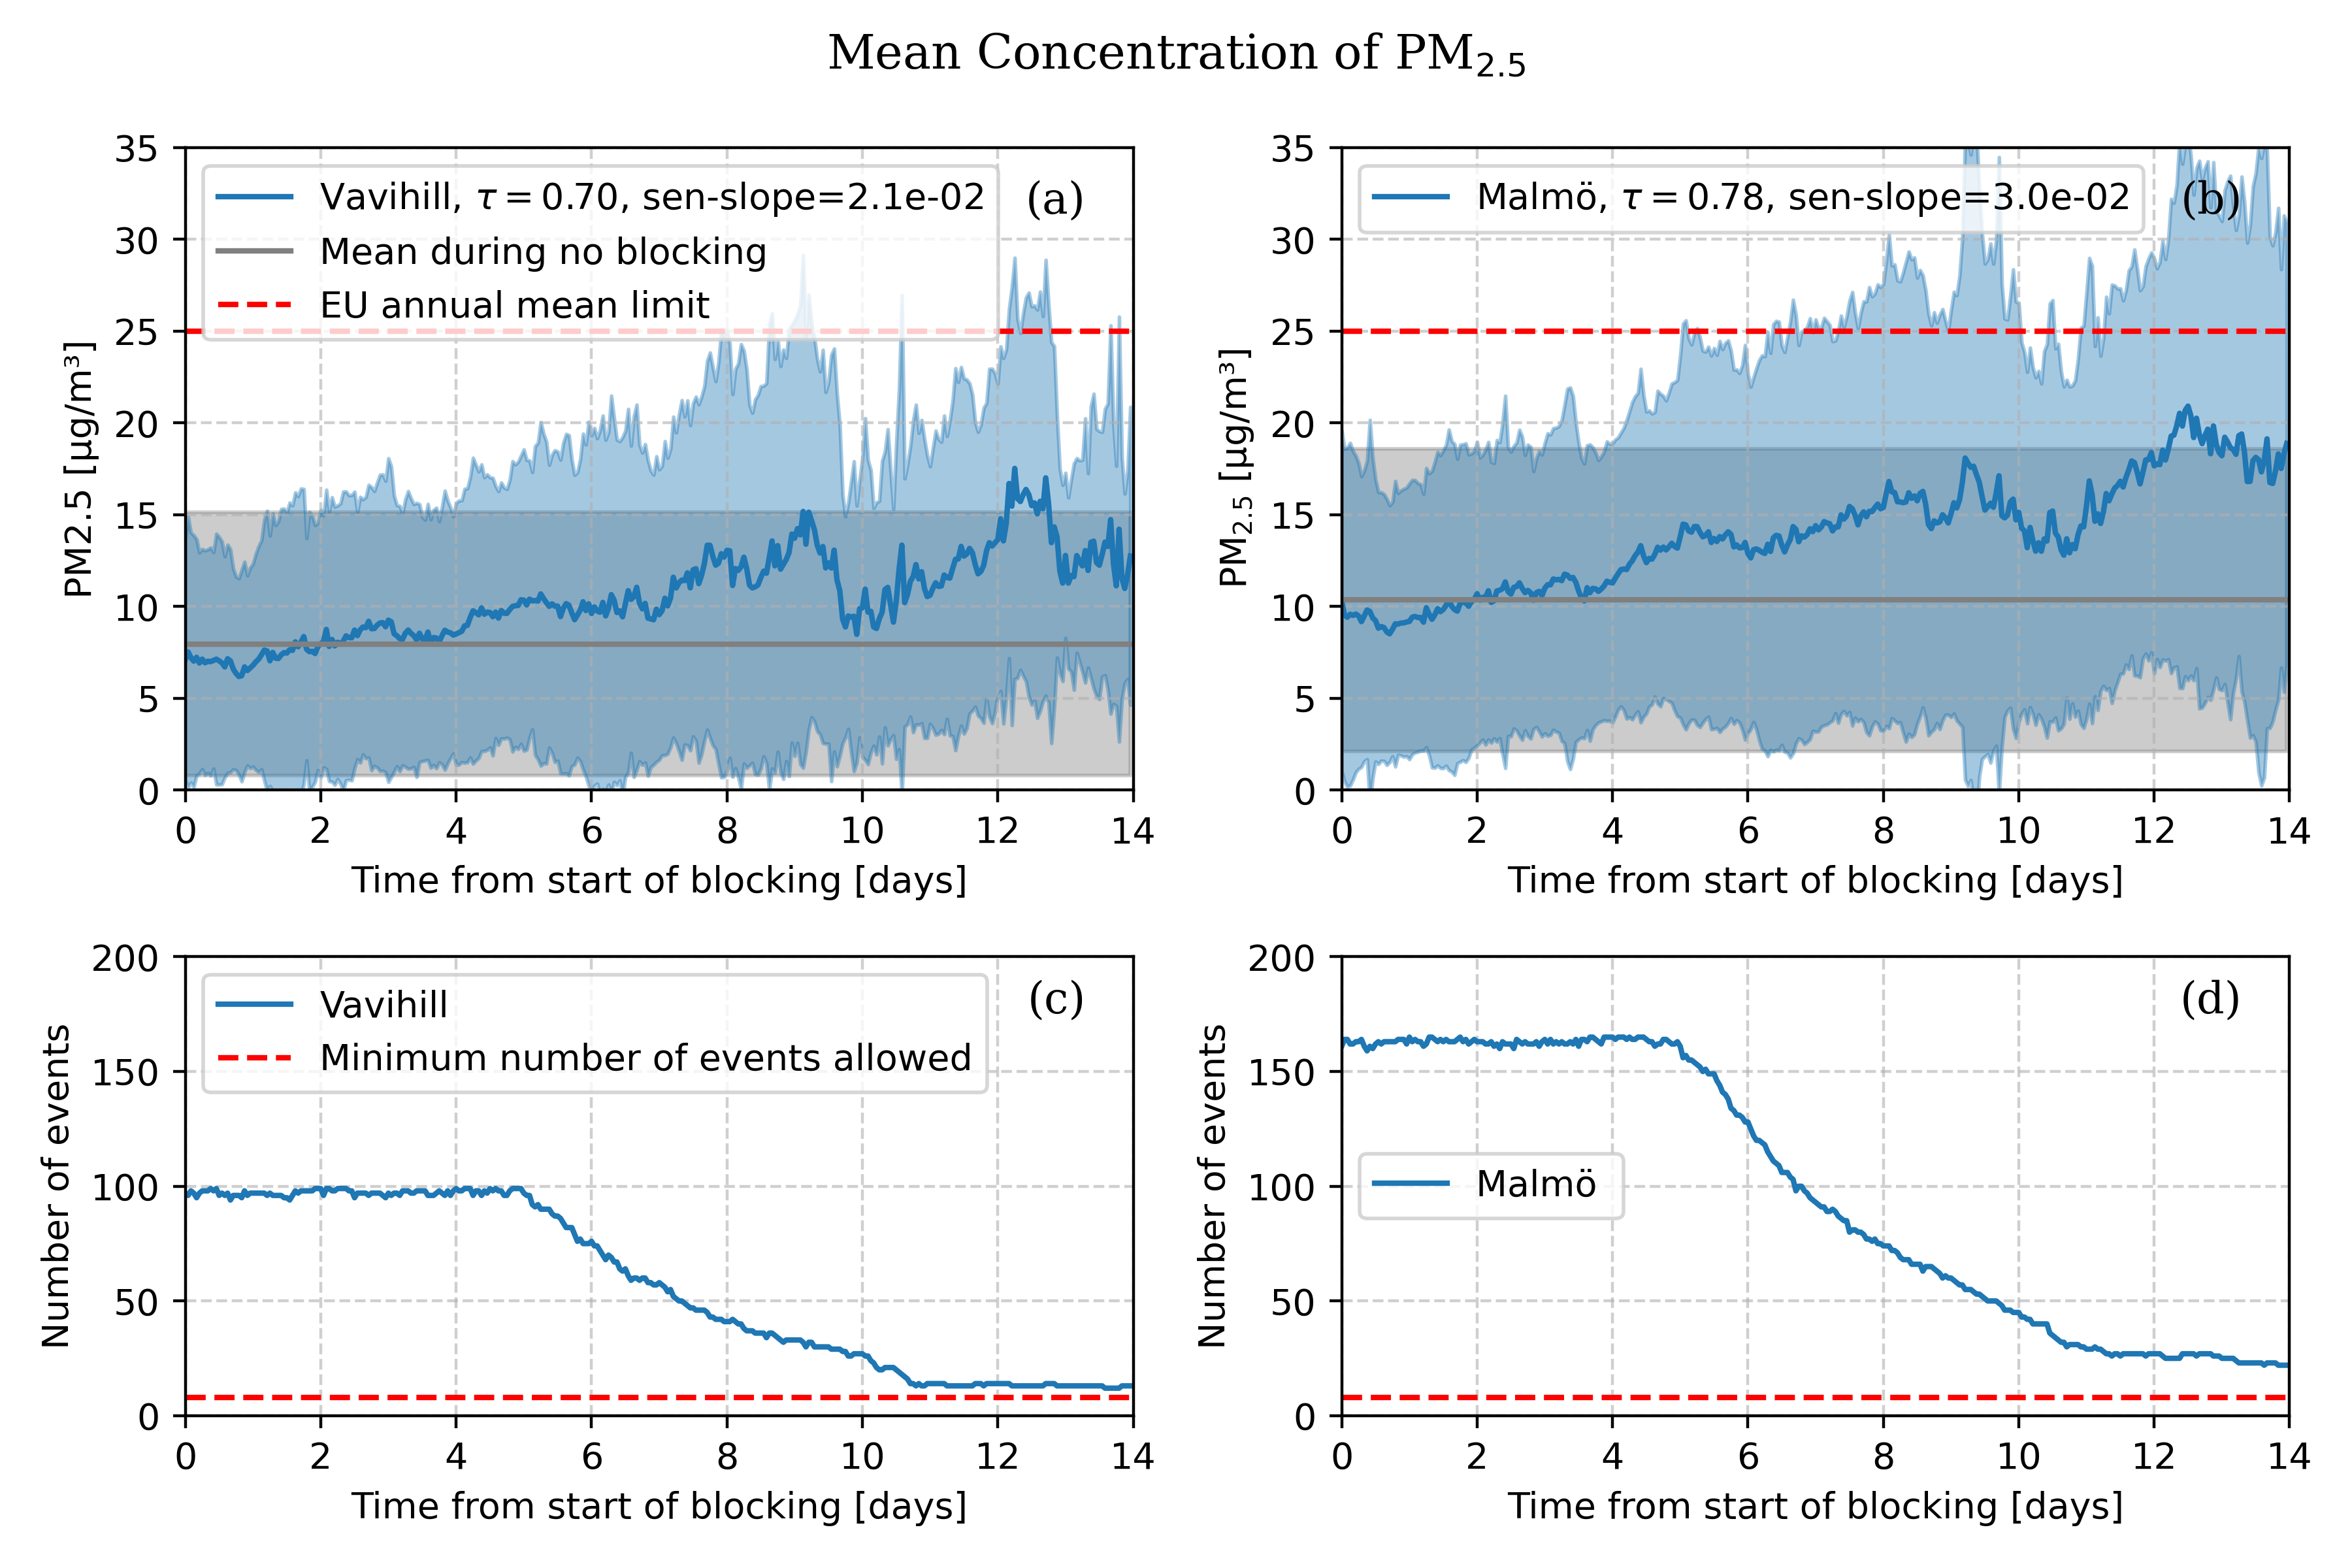 Mean Concentration of PM₂.₅
35
30
25
20
15
10
5
0
PM2.5 [µg/m³]
Vavihill, τ = 0.70, sen-slope=2.1e-02
Mean during no blocking
EU annual mean limit
(a)
0 2 4 6 8 10 12 14
Time from start of blocking [days]
35
30
25
20
15
10
5
0
PM₂.₅ [µg/m³]
Malmö, τ = 0.78, sen-slope=3.0e-02
(b)
0 2 4 6 8 10 12 14
Time from start of blocking [days]
200
150
100
50
0
Number of events
Vavihill
Minimum number of events allowed
(c)
0 2 4 6 8 10 12 14
Time from start of blocking [days]
200
150
100
50
0
Number of events
(d)
Malmö
0 2 4 6 8 10 12 14
Time from start of blocking [days]